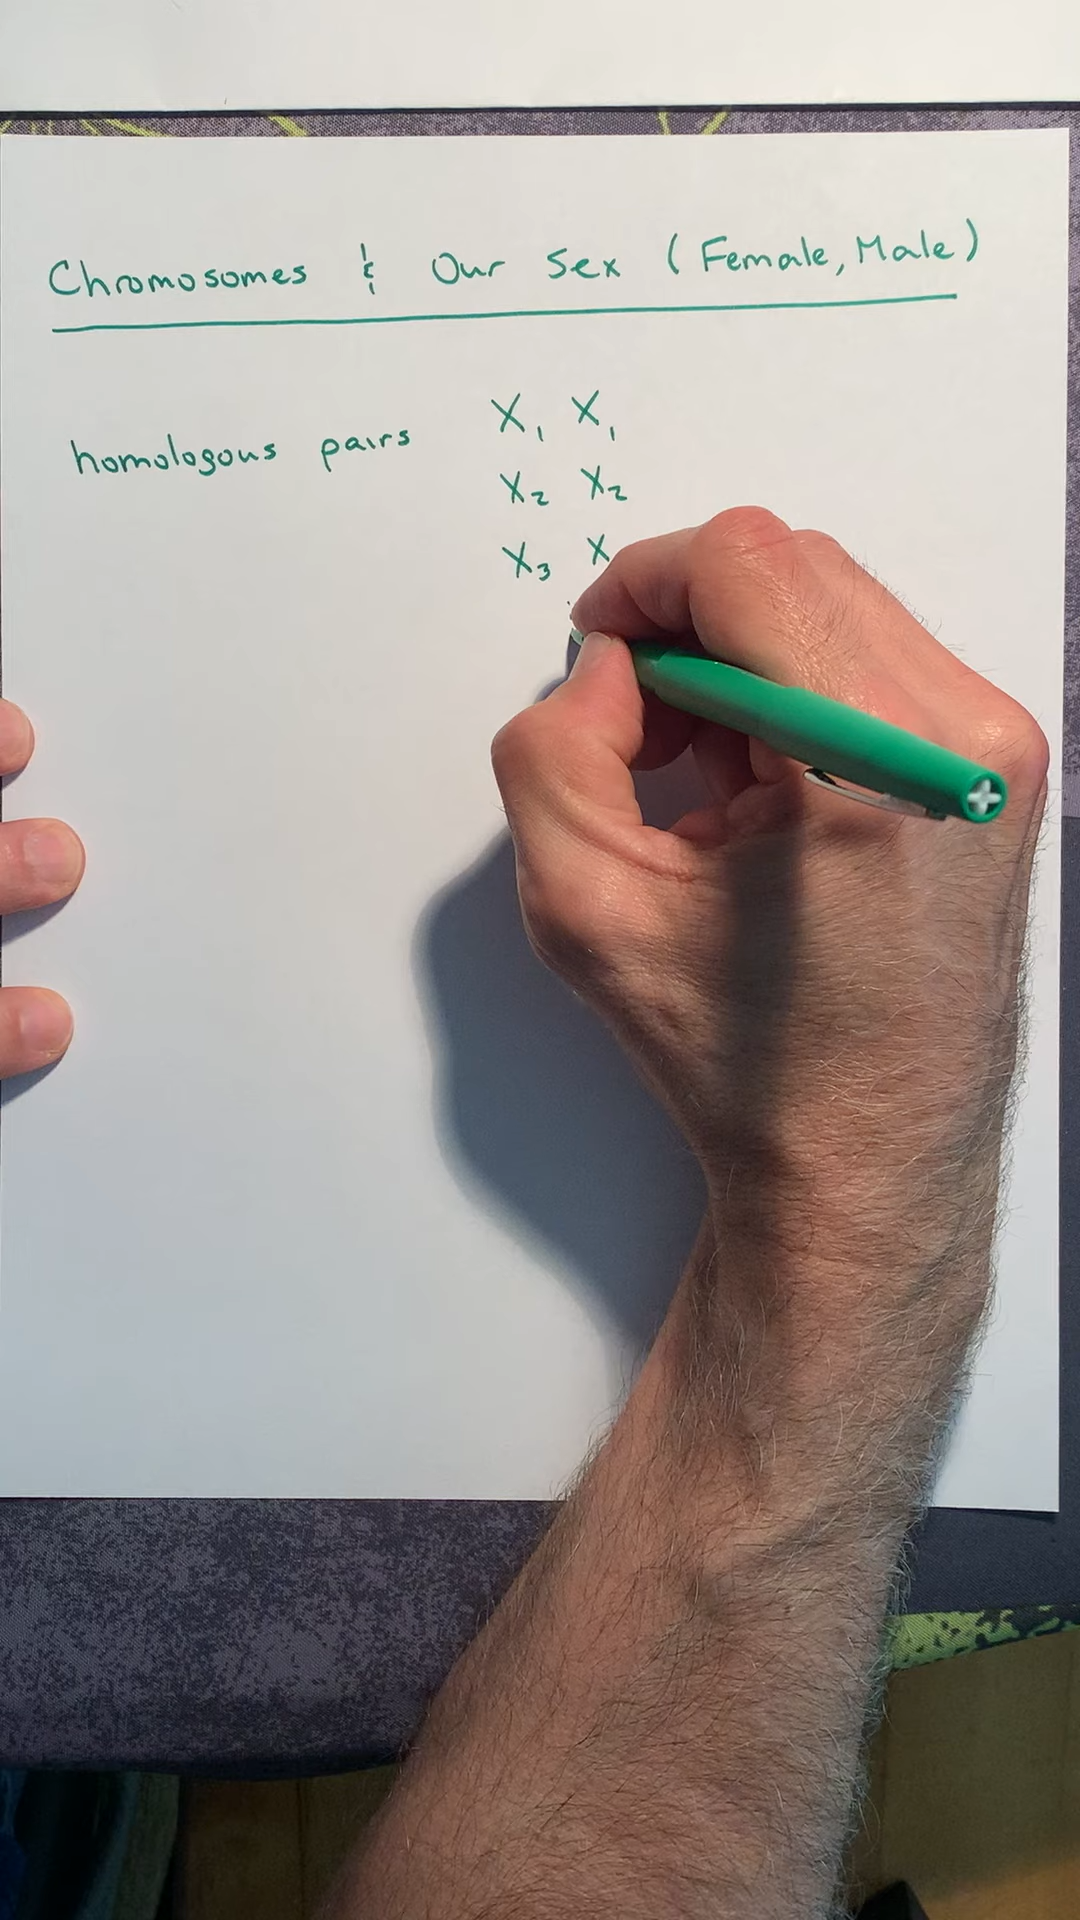 Chromosomes & Our Sex (Female, Male)
homologous pairs X₁ X₁
X₂ X₂
X₃ X